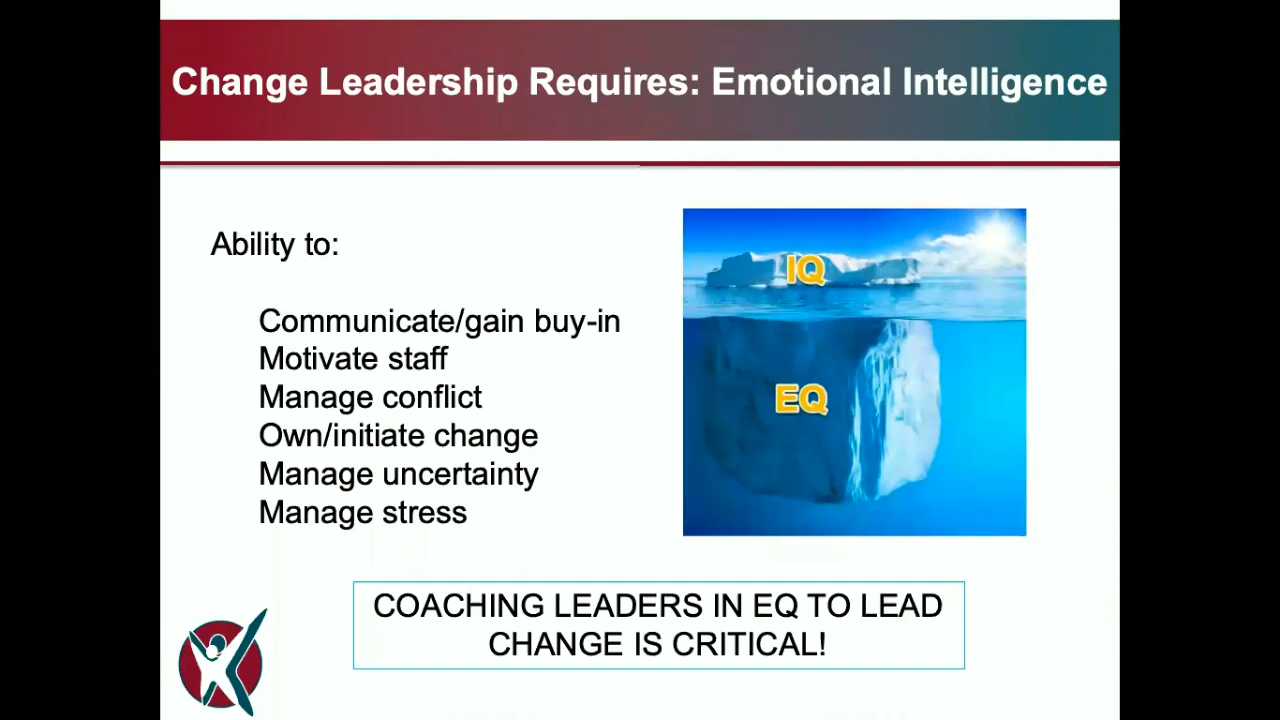 Change Leadership Requires: Emotional Intelligence
Ability to:
Communicate/gain buy-in
Motivate staff
Manage conflict
Own/initiate change
Manage uncertainty
Manage stress
IQ
EQ
COACHING LEADERS IN EQ TO LEAD
CHANGE IS CRITICAL!